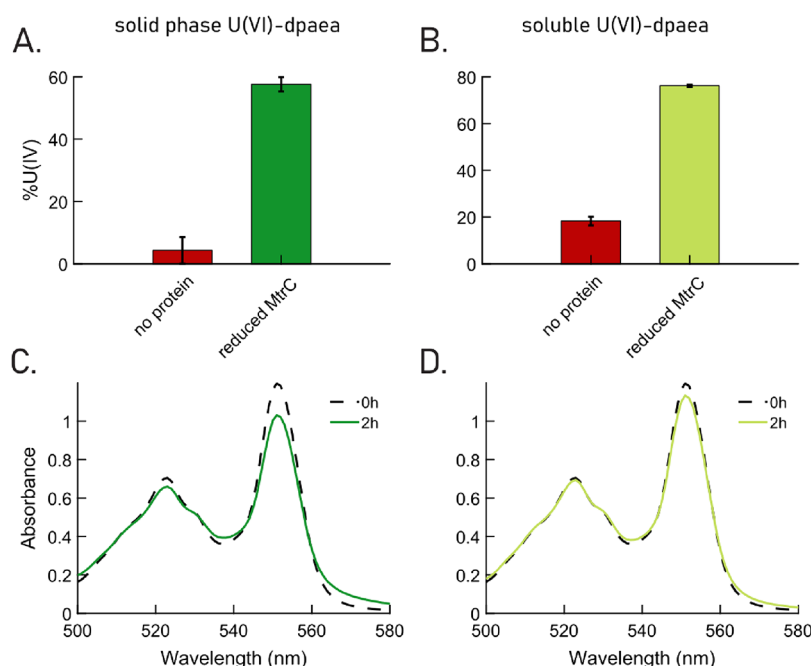 solid phase U(VI)-dpaea
soluble U(VI)-dpaea
A.
B.
%U(IV)
60
40
20
0
no protein
reduced MtrC
80
60
40
20
0
no protein
reduced MtrC
C.
D.
Absorbance
1
0.8
0.6
0.4
0.2
0
500
520
540
560
580
Wavelength (nm)
0h
2h
1
0.8
0.6
0.4
0.2
0
500
520
540
560
580
Wavelength (nm)
0h
2h